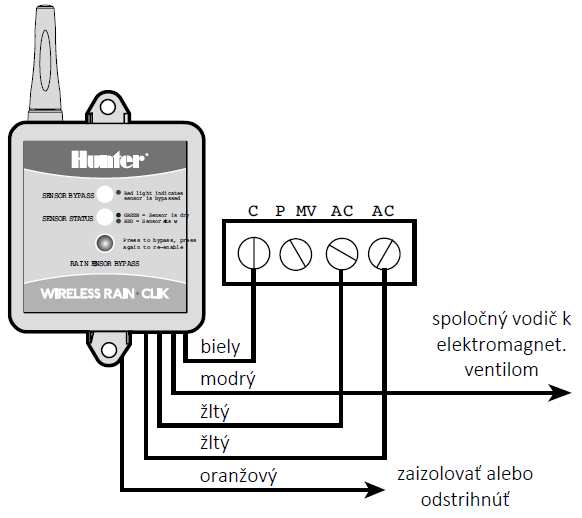 Hunter
SENSOR BYPASS
Red light indicates
sensor is bypassed
SENSOR STATUS
GREEN = Sensor is dry
RED = Sensor
Press to bypass, press
again to re-enable
RAIN SENSOR BYPASS
WIRELESS RAIN-CLIK
C P MV AC AC
biely
modrý
žltý
žltý
oranžový
spoločný vodič k
elektromagnet.
ventilom
zaizolovať alebo
odstrihnúť